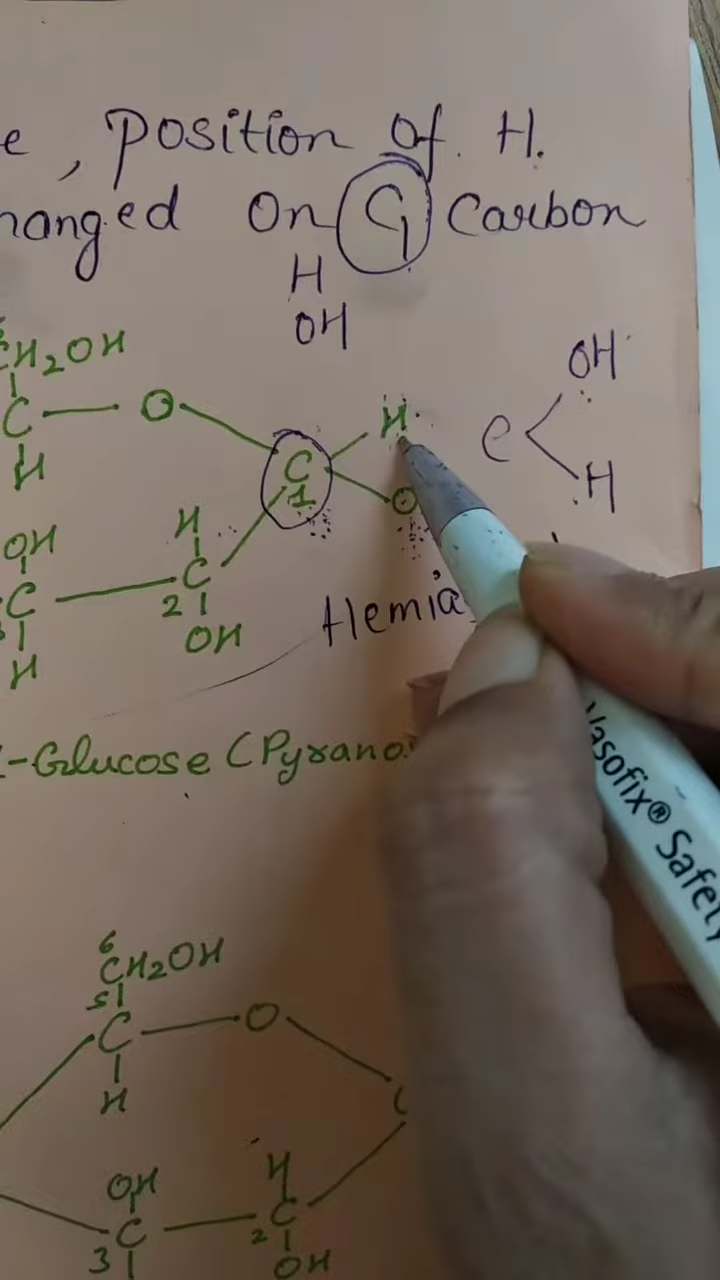 e, Position of H.
hanged On C1 Carbon
H
OH
CH2OH
OH
C — O
H
C
1
e
H
H
OH
H
C
2
OH
C
H
Hemia
-Glucose (Pyrano
Vasofix® Safety
6
CH2OH
5
C — O
H
OH
H
C
3
C
2
OH